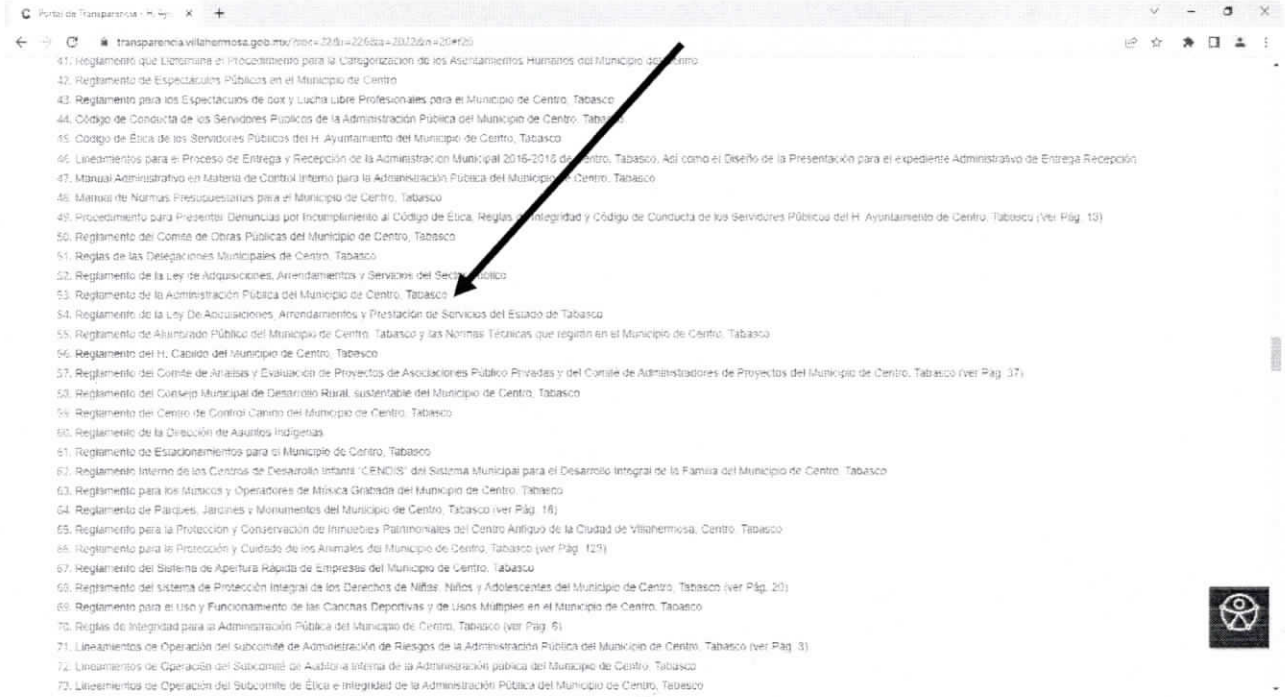 Portal de Transparencia - H. Ayu
transparencia.villahermosa.gob.mx/
41. Reglamento que Determina el Procedimiento para la Categorización de los Asentamientos Humanos del Municipio de Centro
42. Reglamento de Espectáculos Públicos en el Municipio de Centro
43. Reglamento para los Espectáculos de box y Lucha Libre Profesionales para el Municipio de Centro, Tabasco
44. Código de Conducta de los Servidores Públicos de la Administración Pública del Municipio de Centro, Tabasco
45. Código de Ética de los Servidores Públicos del H. Ayuntamiento del Municipio de Centro, Tabasco
46. Lineamientos para el Proceso de Entrega y Recepción de la Administración Municipal 2016-2018 de Centro, Tabasco. Así como el Diseño de la Presentación para el expediente Administrativo de Entrega Recepción
47. Manual Administrativo en Materia de Control Interno para la Administración Pública del Municipio de Centro, Tabasco
48. Manual de Normas Presupuestarias para el Municipio de Centro, Tabasco
49. Procedimiento para Presentar Denuncias por Incumplimiento al Código de Ética, Reglas de Integridad y Código de Conducta de los Servidores Públicos del H. Ayuntamiento de Centro, Tabasco (Ver Pág. 13)
50. Reglamento del Comité de Obras Públicas del Municipio de Centro, Tabasco
51. Reglas de las Delegaciones Municipales de Centro, Tabasco
52. Reglamento de la Ley de Adquisiciones, Arrendamientos y Servicios del Sector Público
53. Reglamento de la Administración Pública del Municipio de Centro, Tabasco
54. Reglamento de la Ley De Adquisiciones, Arrendamientos y Prestación de Servicios del Estado de Tabasco
55. Reglamento de Alumbrado Público del Municipio de Centro, Tabasco y las Normas Técnicas que regirán en el Municipio de Centro, Tabasco
56. Reglamento del H. Cabildo del Municipio de Centro, Tabasco
57. Reglamento del Comité de Análisis y Evaluación de Proyectos de Asociaciones Público Privadas y del Comité de Administradores de Proyectos del Municipio de Centro, Tabasco (ver Pág. 37)
58. Reglamento del Consejo Municipal de Desarrollo Rural, sustentable del Municipio de Centro, Tabasco
59. Reglamento del Centro de Control Canino del Municipio de Centro, Tabasco
60. Reglamento de la Dirección de Asuntos Indígenas
61. Reglamento de Estacionamientos para el Municipio de Centro, Tabasco
62. Reglamento Interno de los Centros de Desarrollo Infantil "CENDIS" del Sistema Municipal para el Desarrollo Integral de la Familia del Municipio de Centro, Tabasco
63. Reglamento para los Músicos y Operadores de Música Grabada del Municipio de Centro, Tabasco
64. Reglamento de Parques, Jardines y Monumentos del Municipio de Centro, Tabasco (ver Pág. 16)
65. Reglamento para la Protección y Conservación de Inmuebles Patrimoniales del Centro Antiguo de la Ciudad de Villahermosa, Centro, Tabasco
66. Reglamento para la Protección y Cuidado de los Animales del Municipio de Centro, Tabasco (ver Pág. 129)
67. Reglamento del Sistema de Apertura Rápida de Empresas del Municipio de Centro, Tabasco
68. Reglamento del sistema de Protección Integral de los Derechos de Niñas, Niños y Adolescentes del Municipio de Centro, Tabasco (ver Pág. 20)
69. Reglamento para el Uso y Funcionamiento de las Canchas Deportivas y de Usos Múltiples en el Municipio de Centro, Tabasco
70. Reglas de Integridad para la Administración Pública del Municipio de Centro, Tabasco (ver Pág. 6)
71. Lineamientos de Operación del subcomité de Administración de Riesgos de la Administración Pública del Municipio de Centro, Tabasco (ver Pág. 3)
72. Lineamientos de Operación del Subcomité de Auditoría Interna de la Administración pública del Municipio de Centro, Tabasco
73. Lineamientos de Operación del Subcomité de Ética e Integridad de la Administración Pública del Municipio de Centro, Tabasco